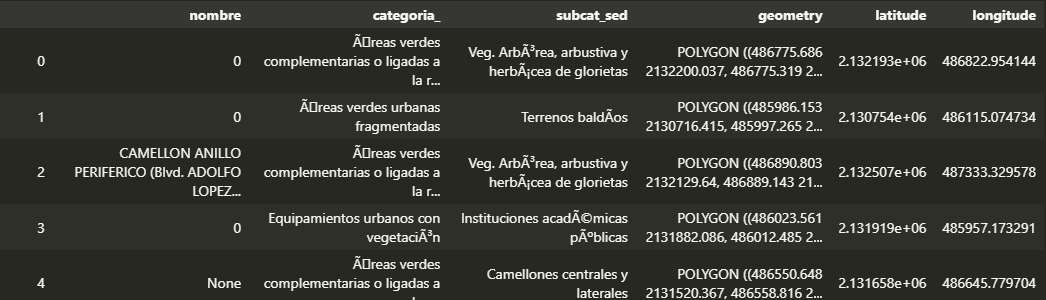 nombre categoria_ subcat_sed geometry latitude longitude
0 0 Ã�reas verdes complementarias o ligadas a la r... Veg. ArbÃ³rea, arbustiva y herbÃ¡cea de glorietas POLYGON ((486775.686 2132200.037, 486775.319 2... 2.132193e+06 486822.954144
1 0 Ã�reas verdes urbanas fragmentadas Terrenos baldÃ­os POLYGON ((485986.153 2130716.415, 485997.265 2... 2.130754e+06 486115.074734
2 CAMELLON ANILLO PERIFERICO (Blvd. ADOLFO LOPEZ... Ã�reas verdes complementarias o ligadas a la r... Veg. ArbÃ³rea, arbustiva y herbÃ¡cea de glorietas POLYGON ((486890.803 2132129.64, 486889.143 21... 2.132507e+06 487333.329578
3 0 Equipamientos urbanos con vegetaciÃ³n Instituciones acadÃ©micas pÃºblicas POLYGON ((486023.561 2131882.086, 486012.485 2... 2.131919e+06 485957.173291
4 None Ã�reas verdes complementarias o ligadas a Camellones centrales y laterales POLYGON ((486550.648 2131520.367, 486558.816 2... 2.131658e+06 486645.779704